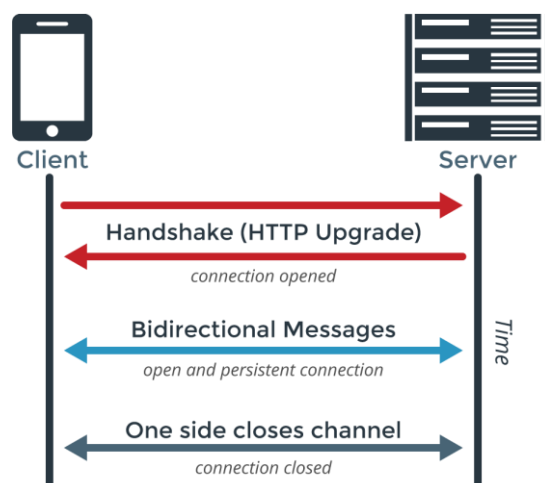 Client
Server
Handshake (HTTP Upgrade)
connection opened
Bidirectional Messages
open and persistent connection
Time
One side closes channel
connection closed